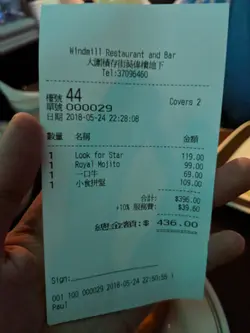 Windmill Restaurant and Bar
Tel:37096460
檯號 44
單號 000029
Covers 2
日期 2018-05-24 22:28:08
數量 名稱 金額
1 Look for Star 119.00
1 Royal Mojito 99.00
1 一口牛 69.00
1 小食拼盤 109.00
合計: $396.00
+10% 服務費: $39.60
總金額: $ 436.00
Sign:
001 100 000029 2018-05-24 22:50:55 1
Paul